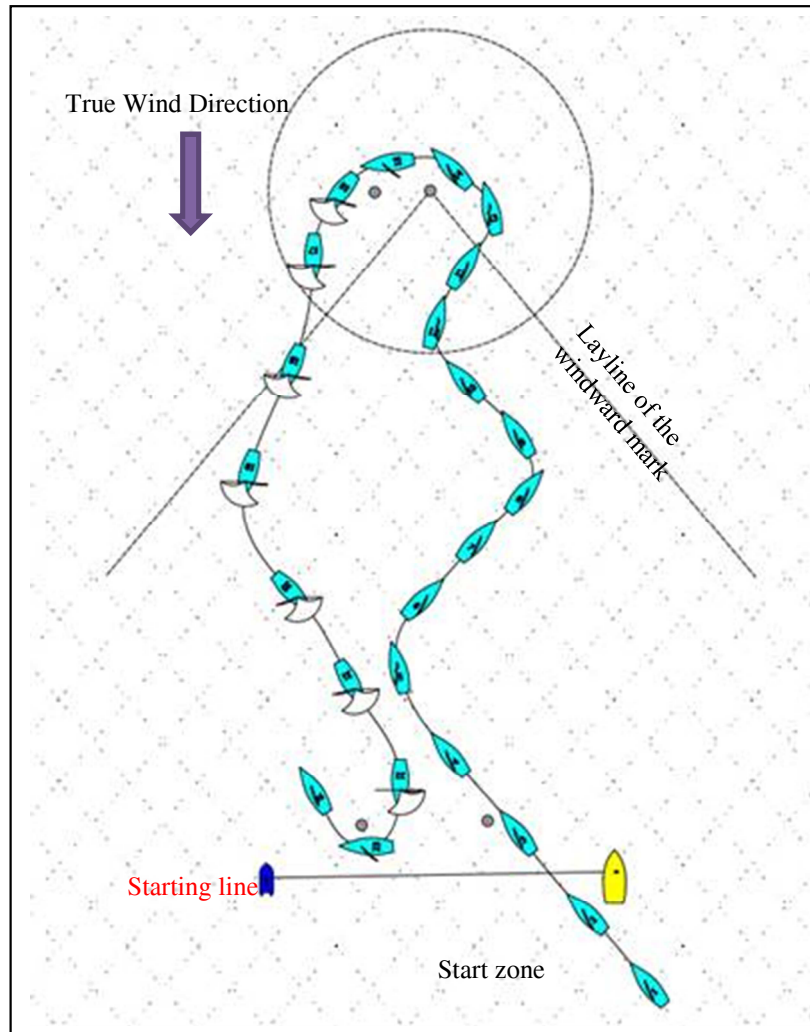 True Wind Direction
Layline of the
windward mark
Starting line
Start zone